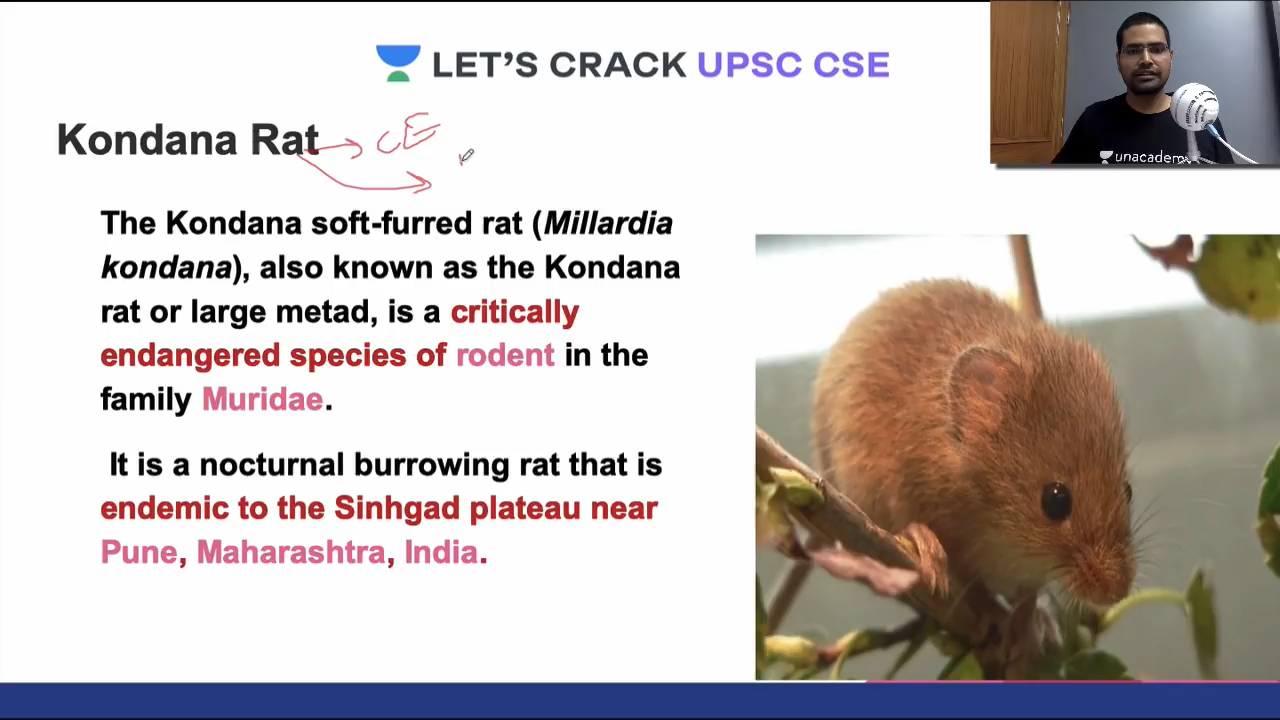 LET'S CRACK UPSC CSE
Kondana Rat
CE
unacademy
The Kondana soft-furred rat (Millardia
kondana), also known as the Kondana
rat or large metad, is a critically
endangered species of rodent in the
family Muridae.
It is a nocturnal burrowing rat that is
endemic to the Sinhgad plateau near
Pune, Maharashtra, India.